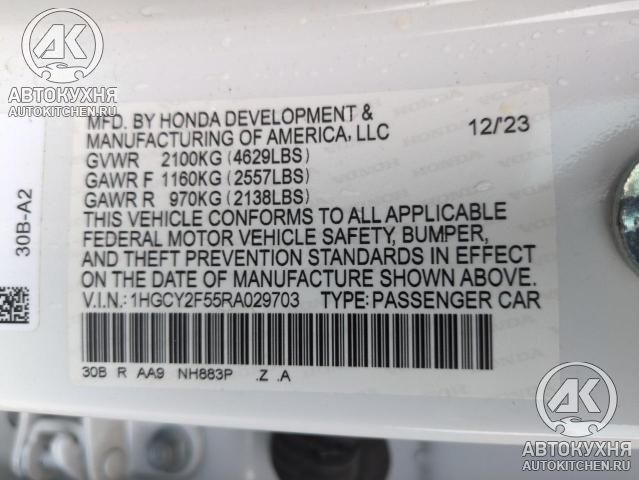 AK
АВТОКУХНЯ
AUTOKITCHEN.RU
MFD. BY HONDA DEVELOPMENT &
MANUFACTURING OF AMERICA, LLC 12/'23
GVWR 2100KG (4629LBS)
GAWR F 1160KG (2557LBS)
GAWR R 970KG (2138LBS)
THIS VEHICLE CONFORMS TO ALL APPLICABLE
FEDERAL MOTOR VEHICLE SAFETY, BUMPER,
AND THEFT PREVENTION STANDARDS IN EFFECT
ON THE DATE OF MANUFACTURE SHOWN ABOVE.
V.I.N.: 1HGCY2F55RA029703 TYPE: PASSENGER CAR
30B R AA9 NH883P .Z .A
30B-A2
AK
АВТОКУХНЯ
AUTOKITCHEN.RU